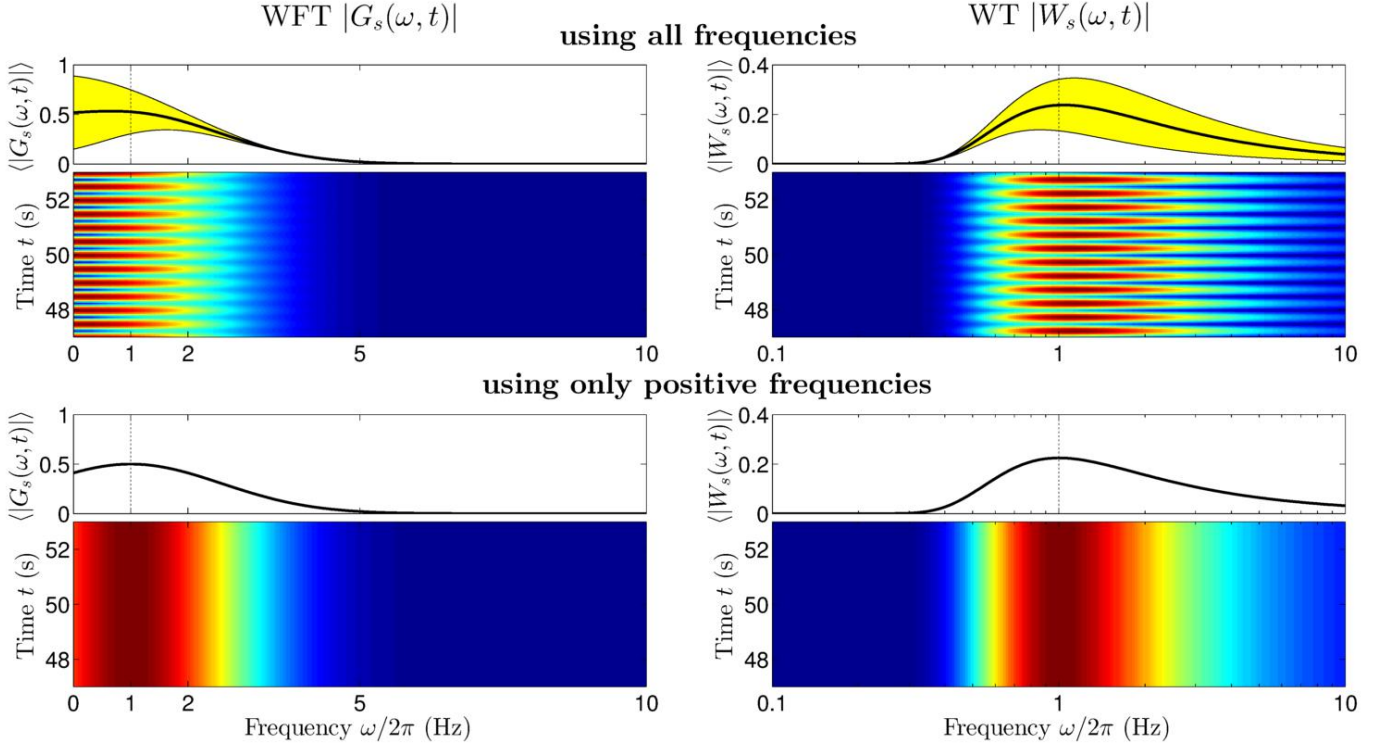 WFT |G_s(ω, t)|
WT |W_s(ω, t)|
using all frequencies
⟨|G_s(ω, t)|⟩
1
0.5
0
Time t (s)
52
50
48
0 1 2 5 10
⟨|W_s(ω, t)|⟩
0.4
0.2
0
Time t (s)
52
50
48
0.1 1 10
using only positive frequencies
⟨|G_s(ω, t)|⟩
1
0.5
0
Time t (s)
52
50
48
0 1 2 5 10
Frequency ω/2π (Hz)
⟨|W_s(ω, t)|⟩
0.4
0.2
0
Time t (s)
52
50
48
0.1 1 10
Frequency ω/2π (Hz)